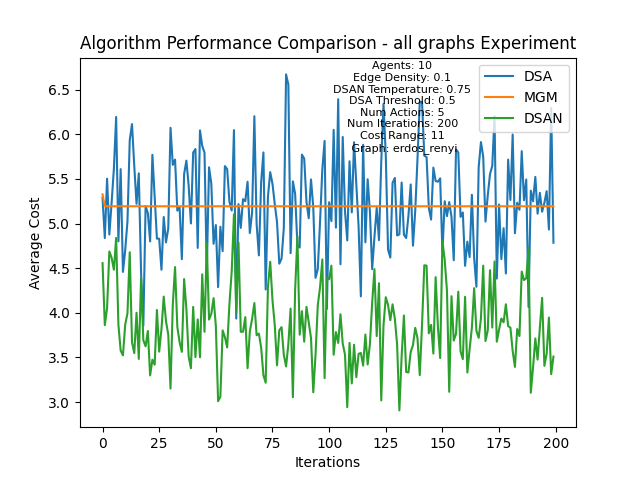 Algorithm Performance Comparison - all graphs Experiment
Agents: 10
Edge Density: 0.1
DSAN Temperature: 0.75
DSA Threshold: 0.5
Num Actions: 5
Num Iterations: 200
Cost Range: 11
Graph: erdos_renyi
DSA
MGM
DSAN
Average Cost
6.5
6.0
5.5
5.0
4.5
4.0
3.5
3.0
0
25
50
75
100
125
150
175
200
Iterations